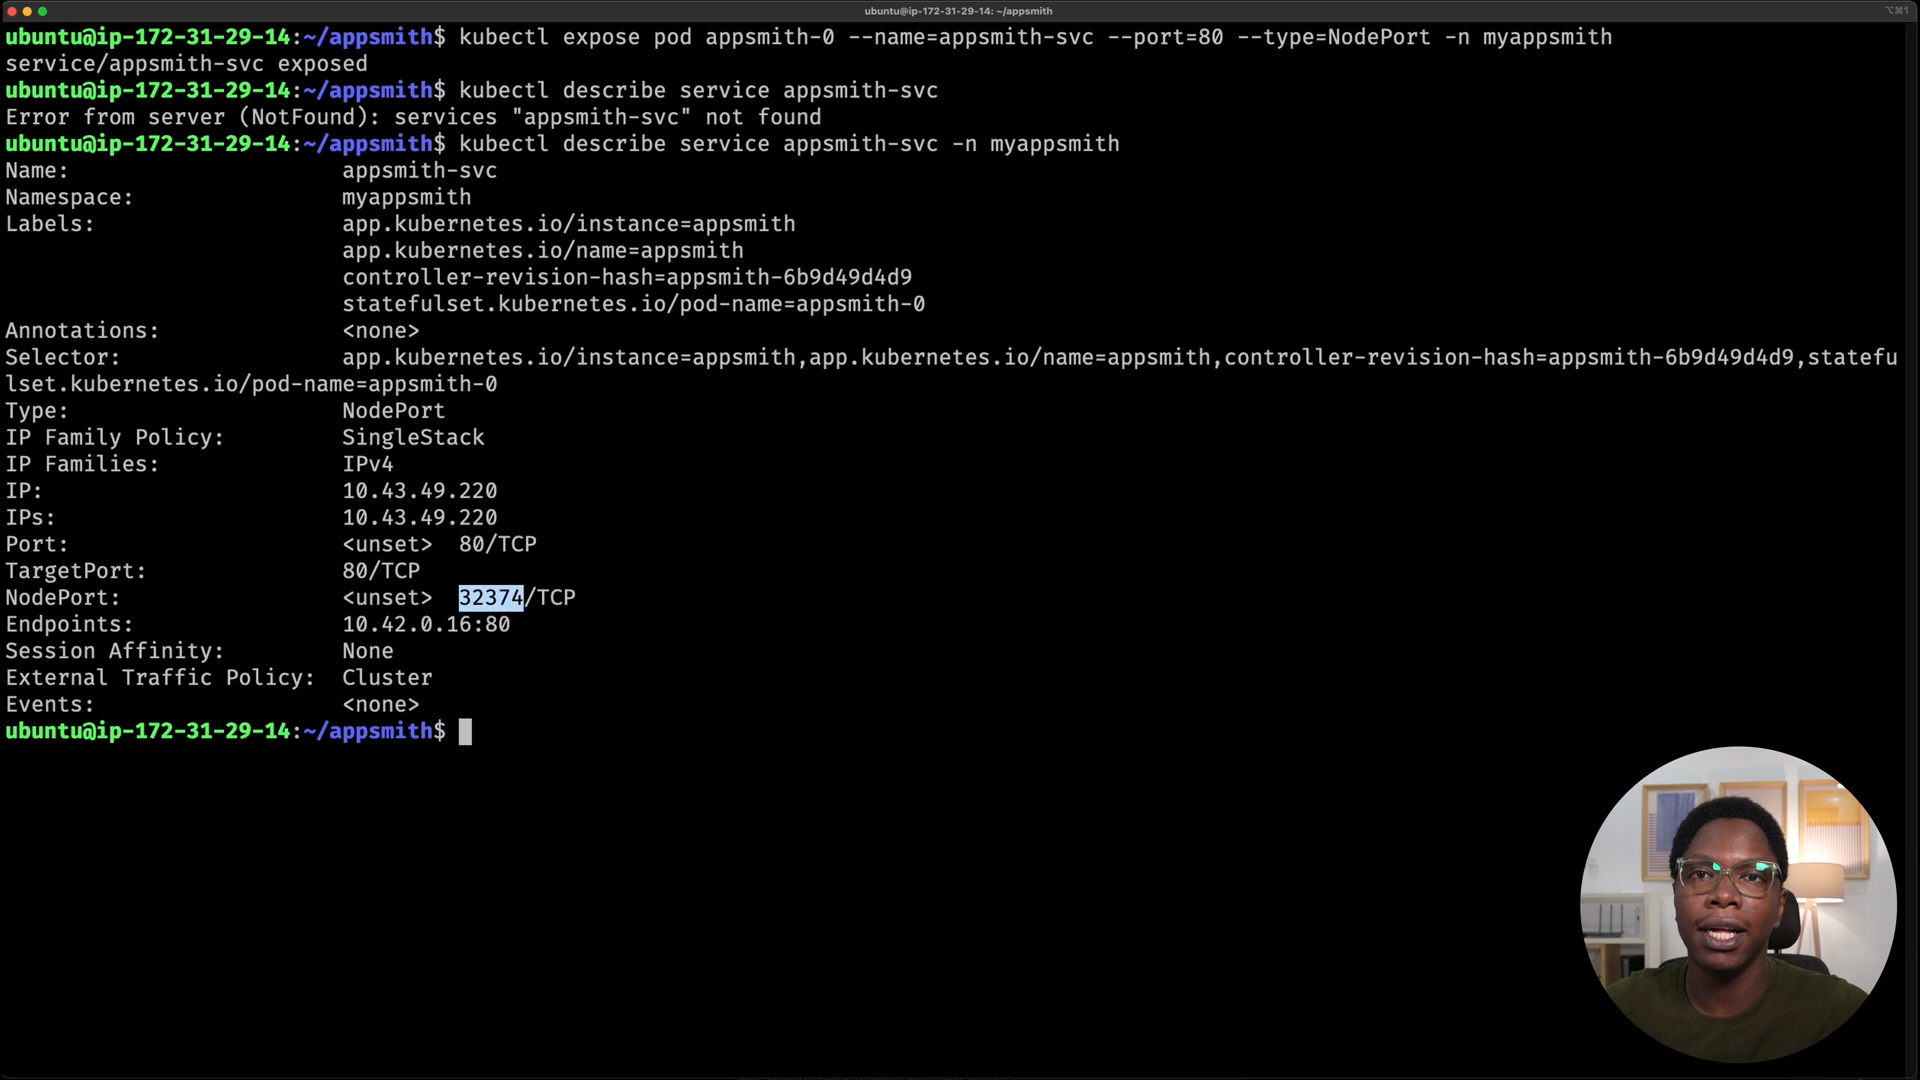 ubuntu@ip-172-31-29-14: ~/appsmith
⌥⌘1
ubuntu@ip-172-31-29-14:~/appsmith$ kubectl expose pod appsmith-0 --name=appsmith-svc --port=80 --type=NodePort -n myappsmith
service/appsmith-svc exposed
ubuntu@ip-172-31-29-14:~/appsmith$ kubectl describe service appsmith-svc
Error from server (NotFound): services "appsmith-svc" not found
ubuntu@ip-172-31-29-14:~/appsmith$ kubectl describe service appsmith-svc -n myappsmith
Name: appsmith-svc
Namespace: myappsmith
Labels: app.kubernetes.io/instance=appsmith
app.kubernetes.io/name=appsmith
controller-revision-hash=appsmith-6b9d49d4d9
statefulset.kubernetes.io/pod-name=appsmith-0
Annotations: <none>
Selector: app.kubernetes.io/instance=appsmith,app.kubernetes.io/name=appsmith,controller-revision-hash=appsmith-6b9d49d4d9,statefu
lset.kubernetes.io/pod-name=appsmith-0
Type: NodePort
IP Family Policy: SingleStack
IP Families: IPv4
IP: 10.43.49.220
IPs: 10.43.49.220
Port: <unset> 80/TCP
TargetPort: 80/TCP
NodePort: <unset> 32374/TCP
Endpoints: 10.42.0.16:80
Session Affinity: None
External Traffic Policy: Cluster
Events: <none>
ubuntu@ip-172-31-29-14:~/appsmith$